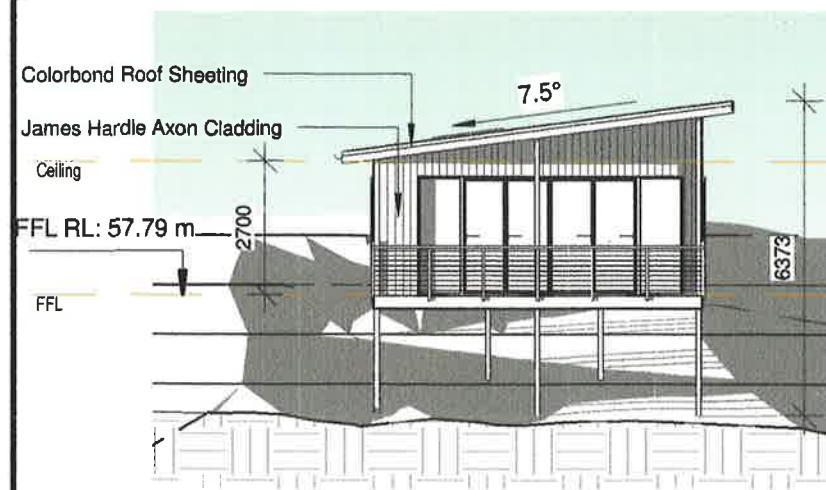 Colorbond Roof Sheeting
7.5°
James Hardie Axon Cladding
Ceiling
2700
FFL RL: 57.79 m
6373
FFL